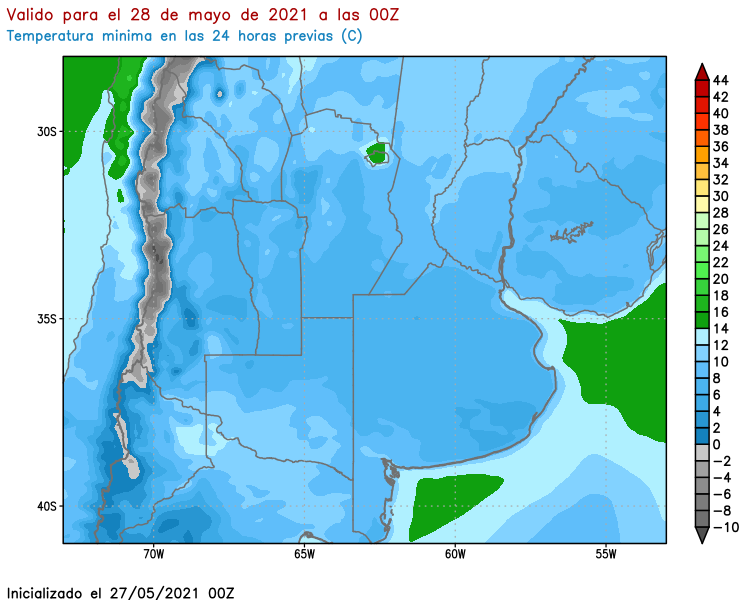 Valido para el 28 de mayo de 2021 a las 00Z
Temperatura minima en las 24 horas previas (C)
30S
35S
40S
70W
65W
60W
55W
44
42
40
38
36
34
32
30
28
26
24
22
20
18
16
14
12
10
8
6
4
2
0
−2
−4
−6
−8
−10
Inicializado el 27/05/2021 00Z